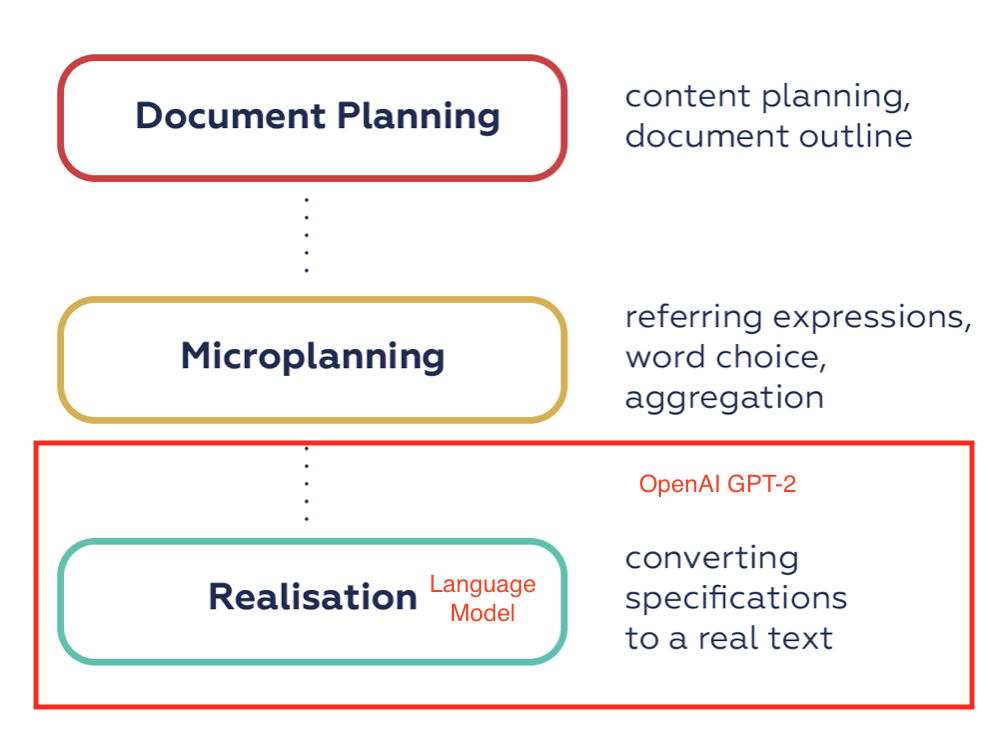 Document Planning
content planning,
document outline
Microplanning
referring expressions,
word choice,
aggregation
OpenAI GPT-2
Realisation
Language
Model
converting
specifications
to a real text